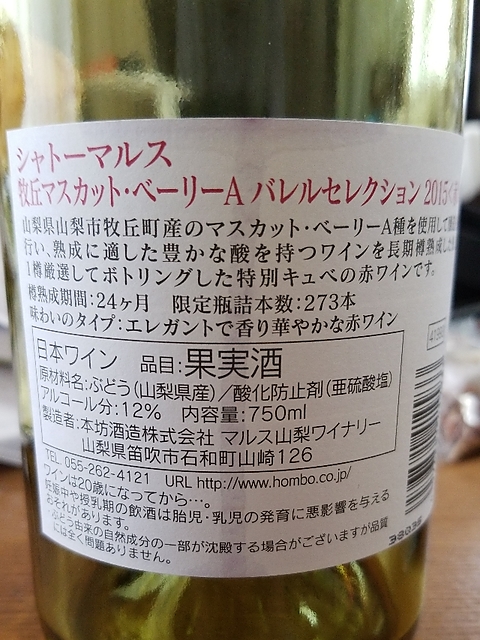 シャトーマルス
牧丘マスカット・ベーリーA バレルセレクション 2015
山梨県山梨市牧丘町産のマスカット・ベーリーA種を使用して
行い、熟成に適した豊かな酸を持つワインを長期樽熟成し
1樽厳選してボトリングした特別キュベの赤ワインです。
樽熟成期間:24ヶ月 限定瓶詰本数:273本
味わいのタイプ:エレガントで香り華やかな赤ワイン
日本ワイン 品目:果実酒
原材料名:ぶどう(山梨県産)/酸化防止剤(亜硫酸塩)
アルコール分:12% 内容量:750ml
製造者:本坊酒造株式会社 マルス山梨ワイナリー
山梨県笛吹市石和町山崎126
TEL 055-262-4121 URL http://www.hombo.co.jp/
ワインは20歳になってから…。
妊娠中や授乳期の飲酒は胎児・乳児の発育に悪影響を与える
おそれがあります。
ぶどう由来の自然成分の一部が沈殿する場合がございますが品質
には全く問題ありません。